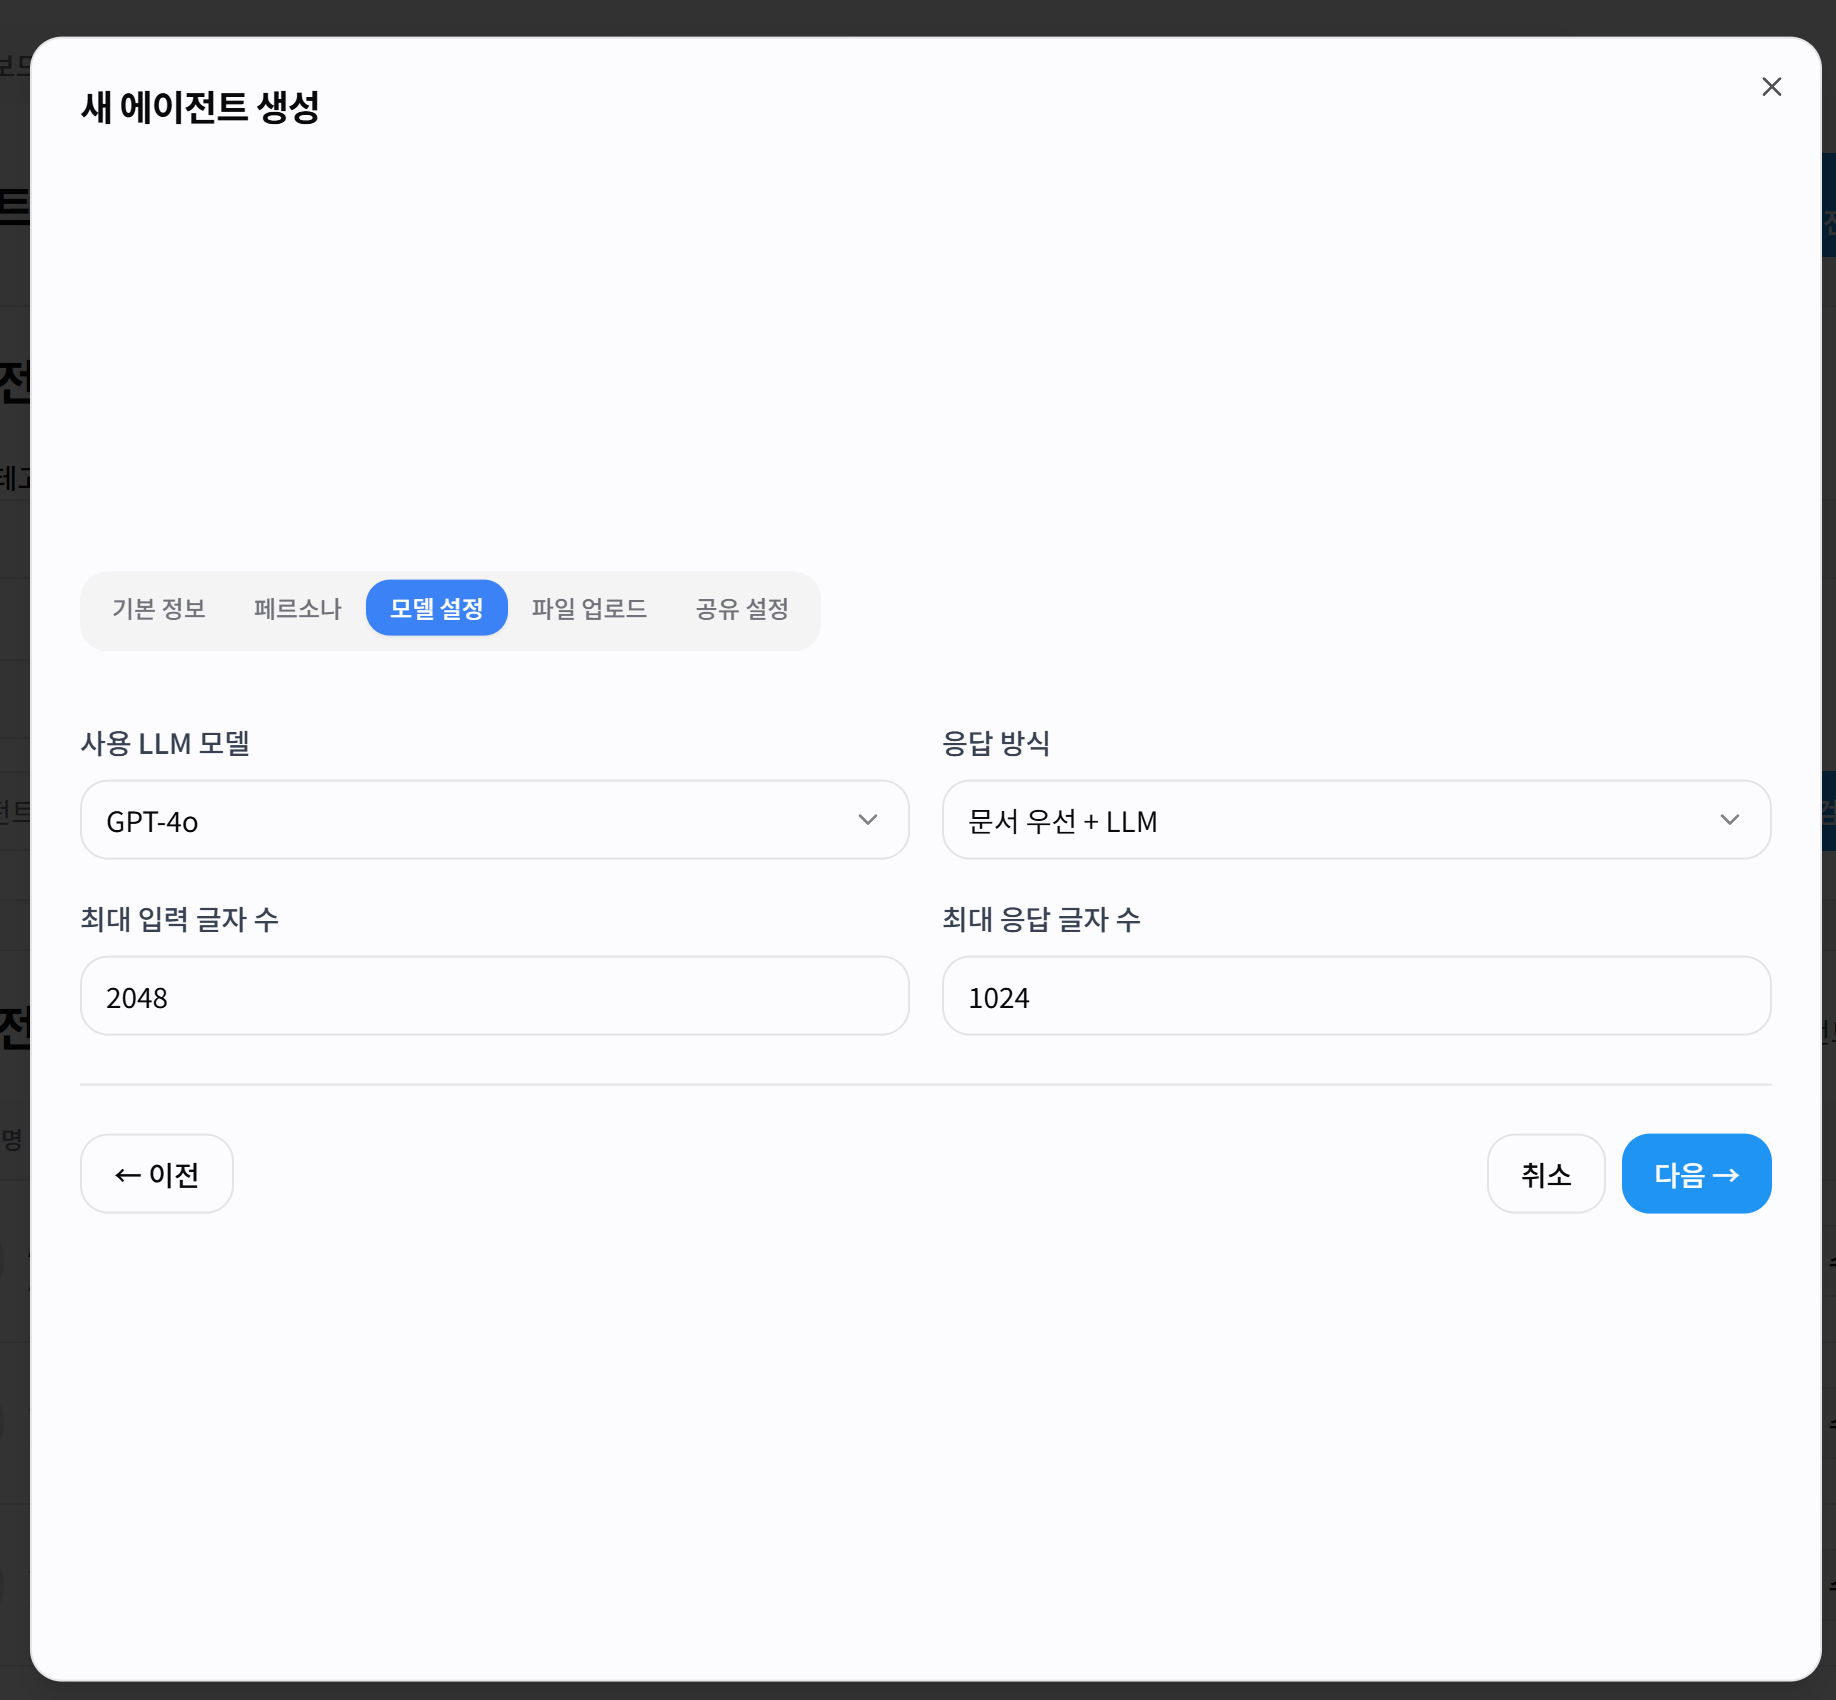 새 에이전트 생성
기본 정보
페르소나
모델 설정
파일 업로드
공유 설정
사용 LLM 모델
응답 방식
GPT-4o
문서 우선 + LLM
최대 입력 글자 수
최대 응답 글자 수
2048
1024
← 이전
취소
다음 →